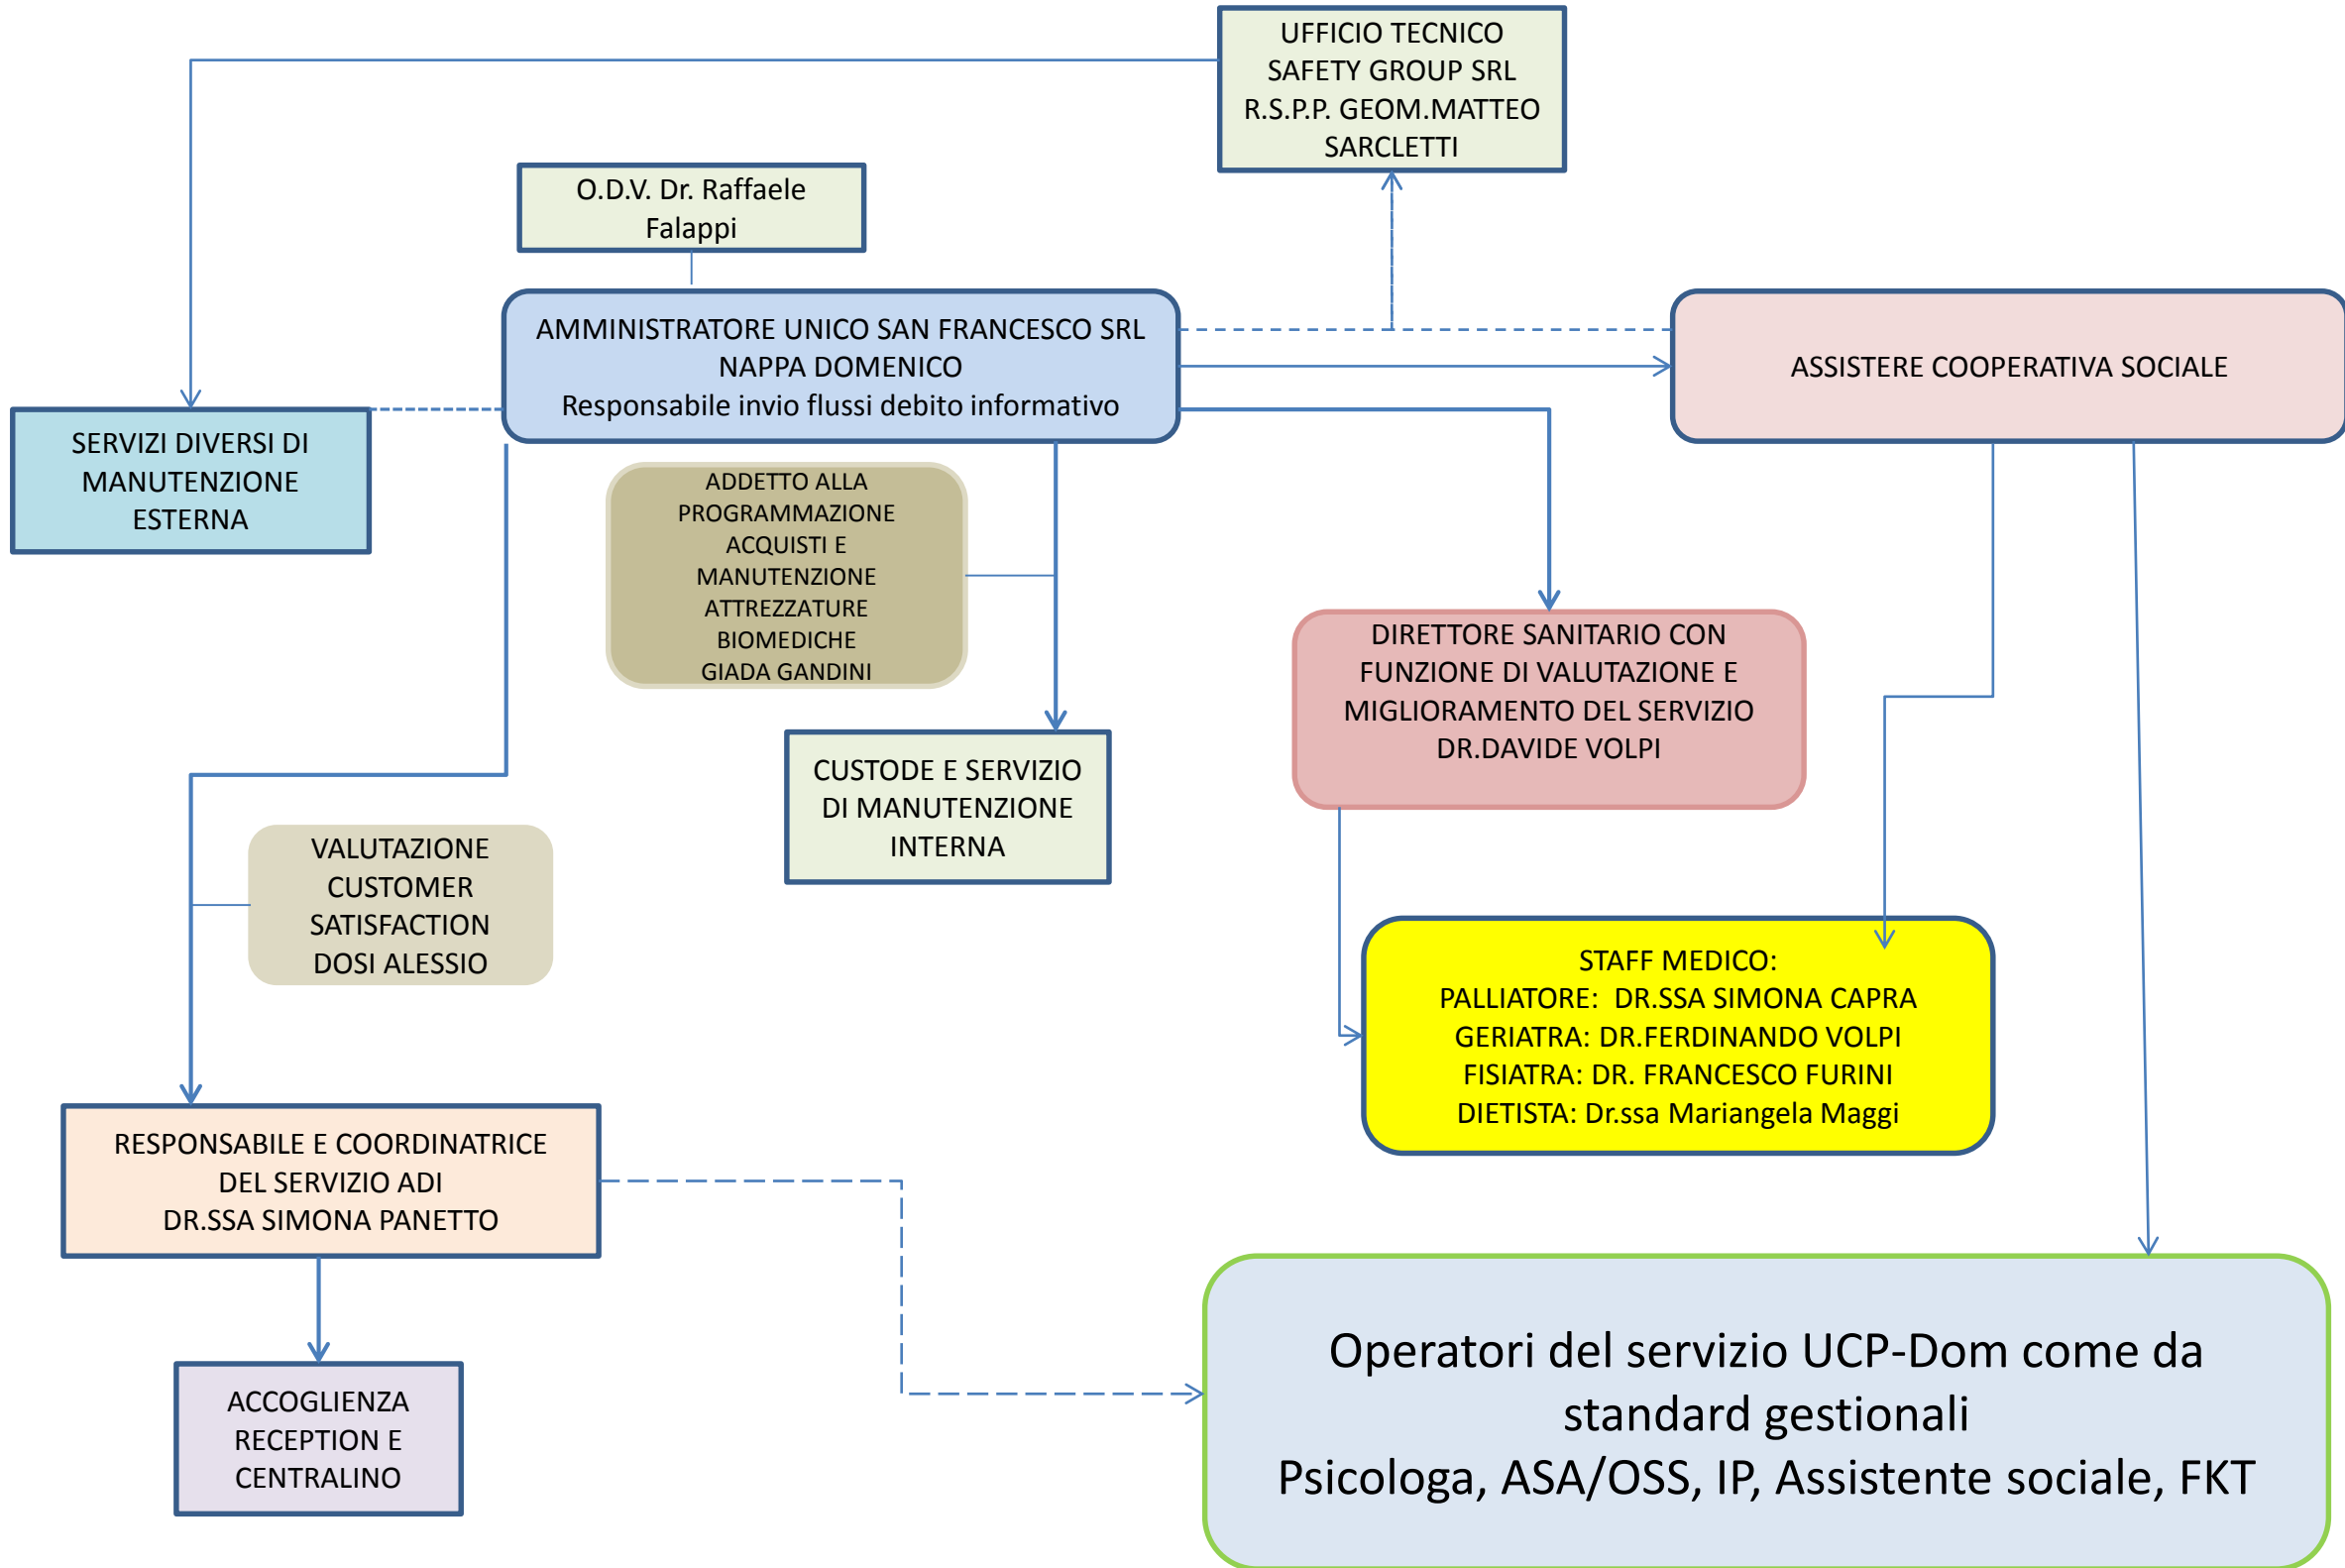 UFFICIO TECNICO
SAFETY GROUP SRL
R.S.P.P. GEOM.MATTEO
SARCLETTI
O.D.V. Dr. Raffaele
Falappi
AMMINISTRATORE UNICO SAN FRANCESCO SRL
NAPPA DOMENICO
Responsabile invio flussi debito informativo
ASSISTERE COOPERATIVA SOCIALE
SERVIZI DIVERSI DI
MANUTENZIONE
ESTERNA
ADDETTO ALLA
PROGRAMMAZIONE
ACQUISTI E
MANUTENZIONE
ATTREZZATURE
BIOMEDICHE
GIADA GANDINI
DIRETTORE SANITARIO CON
FUNZIONE DI VALUTAZIONE E
MIGLIORAMENTO DEL SERVIZIO
DR.DAVIDE VOLPI
CUSTODE E SERVIZIO
DI MANUTENZIONE
INTERNA
VALUTAZIONE
CUSTOMER
SATISFACTION
DOSI ALESSIO
STAFF MEDICO:
PALLIATORE:  DR.SSA SIMONA CAPRA
GERIATRA: DR.FERDINANDO VOLPI
FISIATRA: DR. FRANCESCO FURINI
DIETISTA: Dr.ssa Mariangela Maggi
RESPONSABILE E COORDINATRICE
DEL SERVIZIO ADI
DR.SSA SIMONA PANETTO
ACCOGLIENZA
RECEPTION E
CENTRALINO
Operatori del servizio UCP-Dom come da
standard gestionali
Psicologa, ASA/OSS, IP, Assistente sociale, FKT